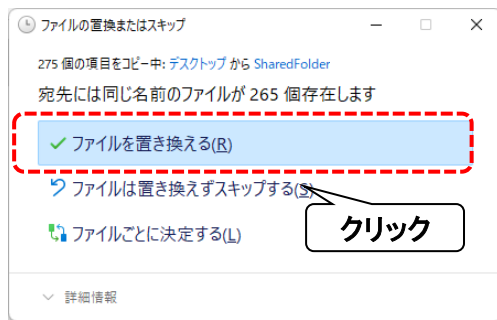 ファイルの置換またはスキップ
275 個の項目をコピー中: デスクトップ から SharedFolder
宛先には同じ名前のファイルが 265 個存在します
ファイルを置き換える(R)
ファイルは置き換えずスキップする(S)
ファイルごとに決定する(L)
クリック
詳細情報